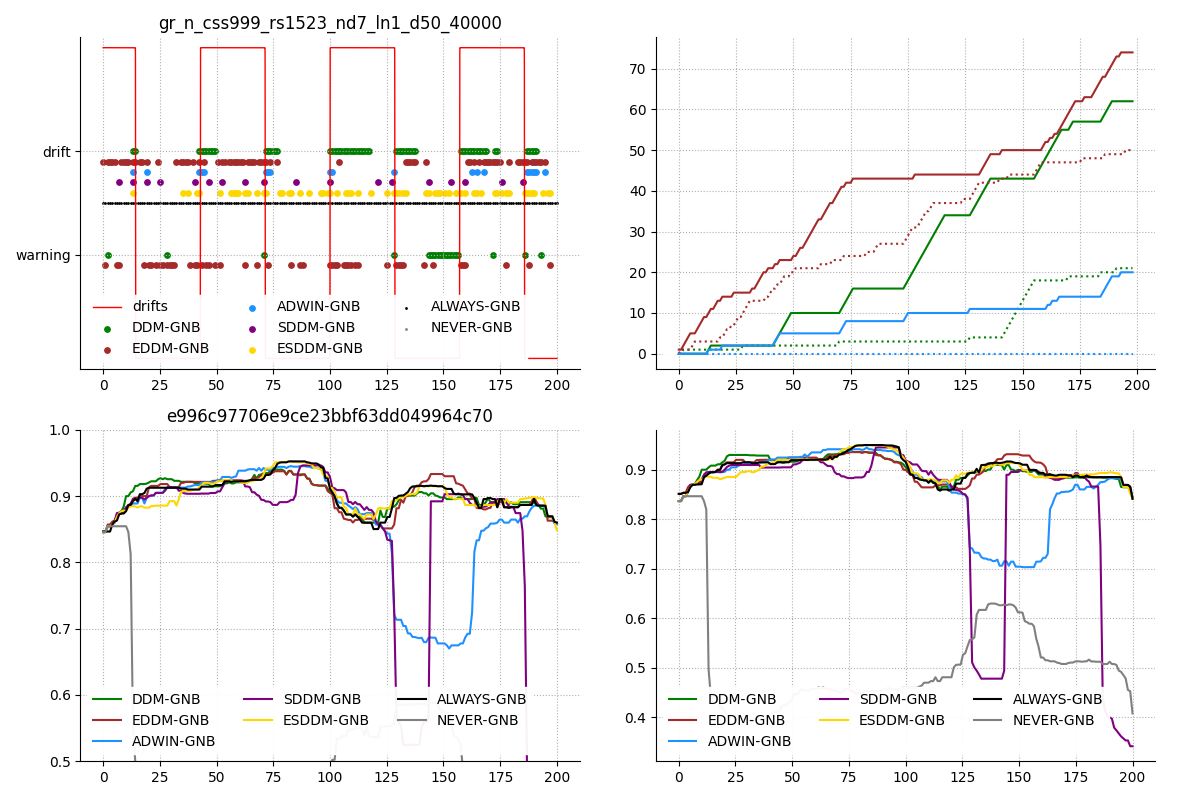 gr_n_css999_rs1523_nd7_ln1_d50_40000
drift
warning
drifts
DDM-GNB
EDDM-GNB
ADWIN-GNB
SDDM-GNB
ESDDM-GNB
ALWAYS-GNB
NEVER-GNB
0 25 50 75 100 125 150 175 200
70
60
50
40
30
20
10
0
0 25 50 75 100 125 150 175 200
e996c97706e9ce23bbf63dd049964c70
1.0
0.9
0.8
0.7
0.6
0.5
DDM-GNB
EDDM-GNB
ADWIN-GNB
SDDM-GNB
ESDDM-GNB
ALWAYS-GNB
NEVER-GNB
0 25 50 75 100 125 150 175 200
0.9
0.8
0.7
0.6
0.5
0.4
DDM-GNB
EDDM-GNB
ADWIN-GNB
SDDM-GNB
ESDDM-GNB
ALWAYS-GNB
NEVER-GNB
0 25 50 75 100 125 150 175 200